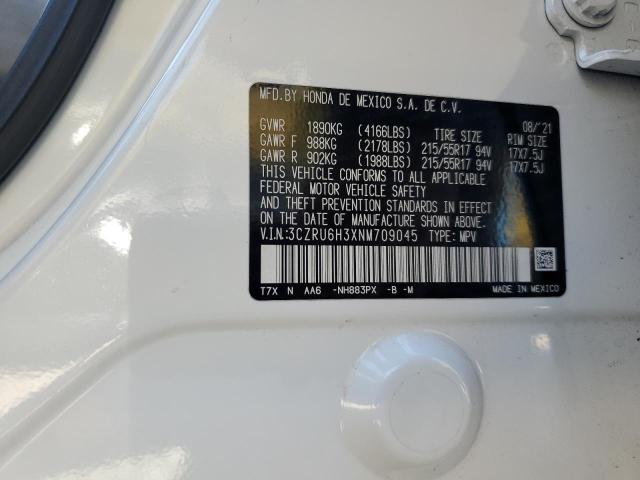 MFD.BY HONDA DE MEXICO S.A. DE C.V.
08/'21
GVWR 1890KG (4166LBS) TIRE SIZE RIM SIZE
GAWR F 988KG (2178LBS) 215/55R17 94V 17X7.5J
GAWR R 902KG (1988LBS) 215/55R17 94V 17X7.5J
THIS VEHICLE CONFORMS TO ALL APPLICABLE
FEDERAL MOTOR VEHICLE SAFETY
AND THEFT PREVENTION STANDARDS IN EFFECT
ON THE DATE OF MANUFACTURE SHOWN ABOVE.
V.I.N:3CZRU6H3XNM709045 TYPE: MPV
T7X N AA6 -NH883PX -B -M MADE IN MEXICO